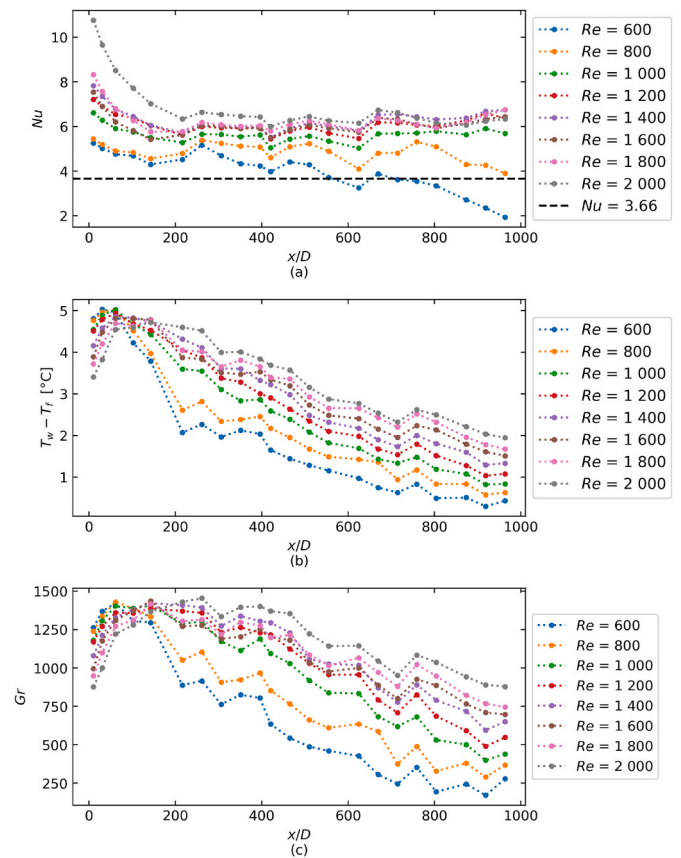 10
8
6
4
2
Nu
0
200
400
600
800
1000
x/D
(a)
Re = 600
Re = 800
Re = 1 000
Re = 1 200
Re = 1 400
Re = 1 600
Re = 1 800
Re = 2 000
Nu = 3.66
5
4
3
2
1
T_w − T_f [°C]
0
200
400
600
800
1000
x/D
(b)
Re = 600
Re = 800
Re = 1 000
Re = 1 200
Re = 1 400
Re = 1 600
Re = 1 800
Re = 2 000
1500
1250
1000
750
500
250
Gr
0
200
400
600
800
1000
x/D
(c)
Re = 600
Re = 800
Re = 1 000
Re = 1 200
Re = 1 400
Re = 1 600
Re = 1 800
Re = 2 000